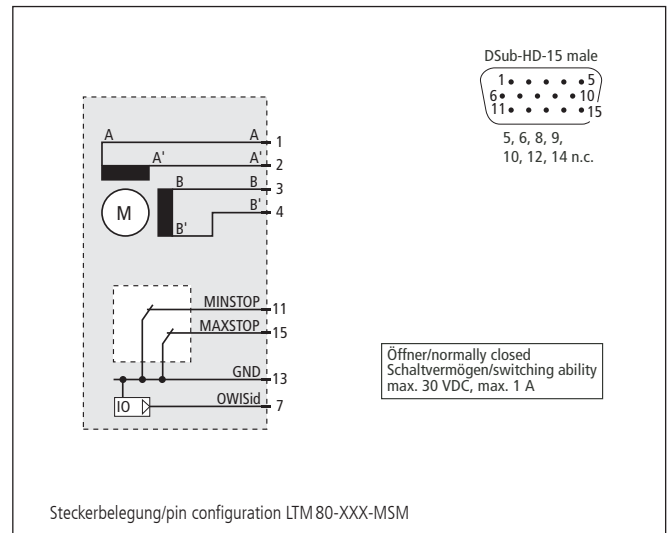 DSub-HD-15 male
1 5
6 10
11 15
5, 6, 8, 9,
10, 12, 14 n.c.
A A 1
A' A' 2
B B 3
M B' 4
B'
MINSTOP 11
MAXSTOP 15
GND 13
IO OWISid 7
Öffner/normally closed
Schaltvermögen/switching ability
max. 30 VDC, max. 1 A
Steckerbelegung/pin configuration LTM 80-XXX-MSM